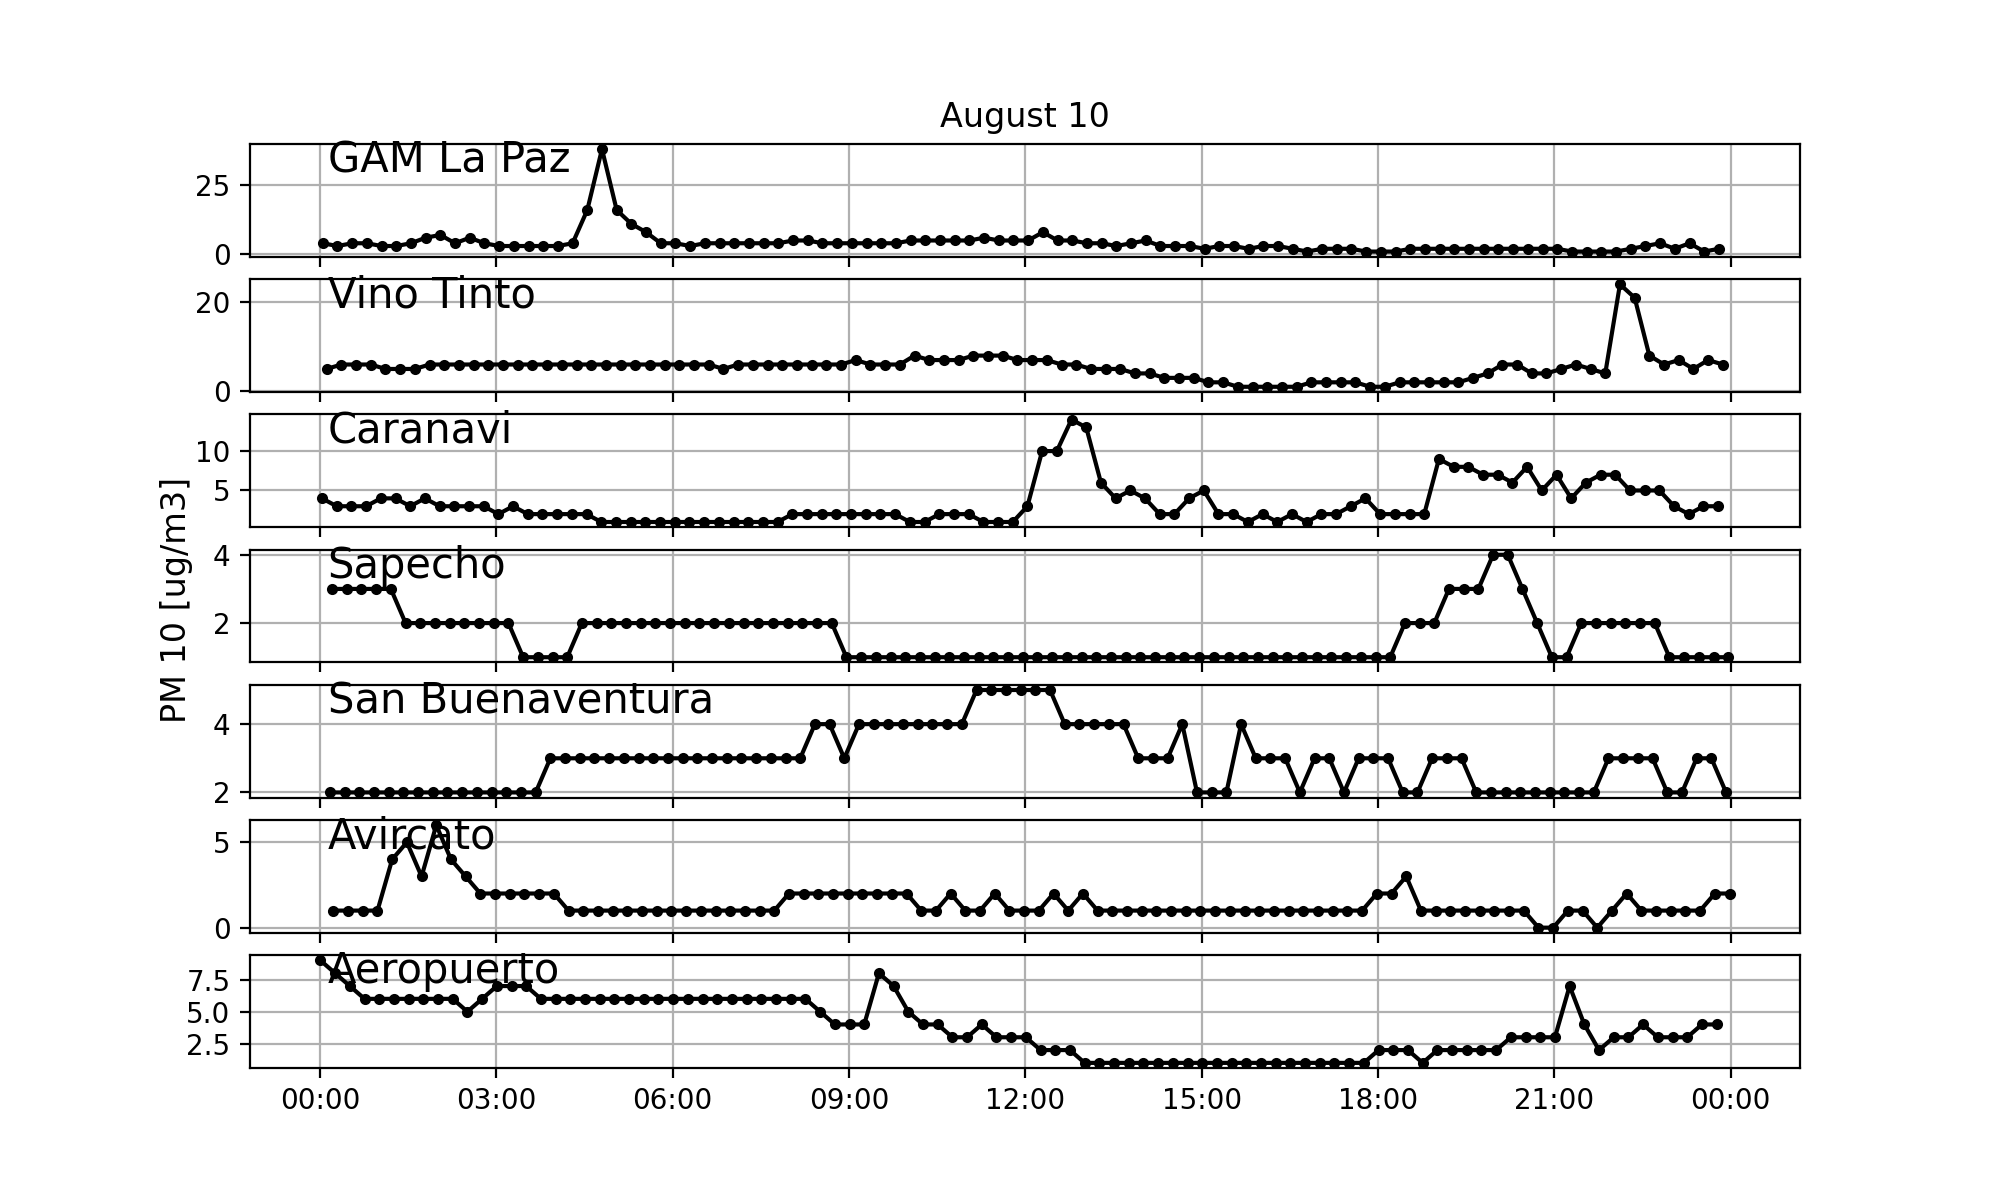 August 10
GAM La Paz
25
0
Vino Tinto
20
0
Caranavi
10
5
Sapecho
4
2
PM 10 [ug/m3]
San Buenaventura
4
2
Avircato
5
0
Aeropuerto
7.5
5.0
2.5
00:00 03:00 06:00 09:00 12:00 15:00 18:00 21:00 00:00